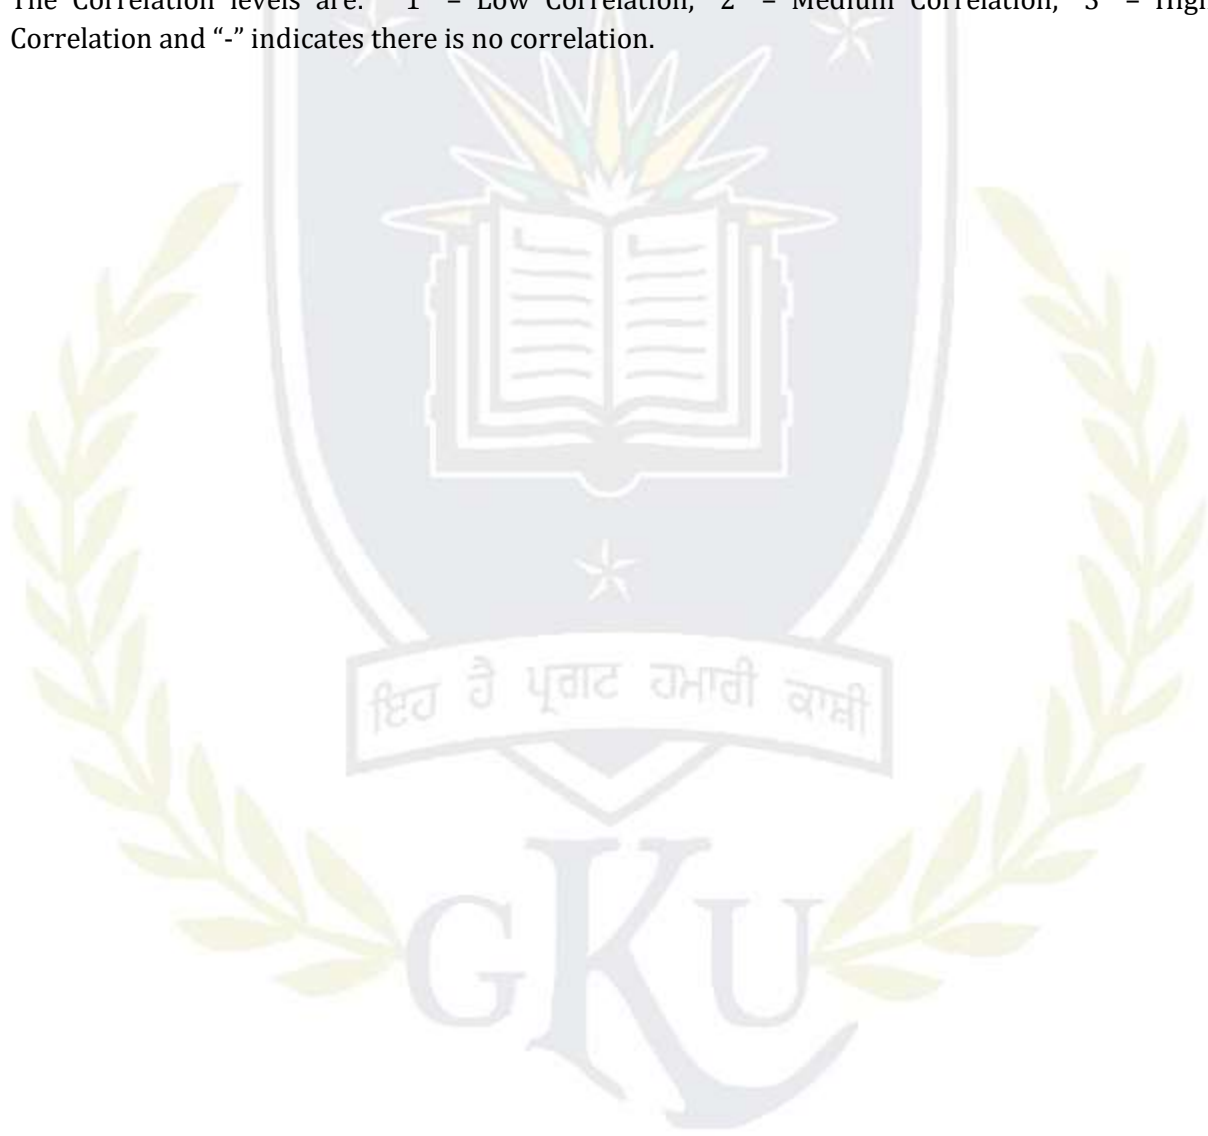 The Correlation levels are: "1" – Low Correlation, "2" – Medium Correlation, "3" – High
Correlation and “-” indicates there is no correlation.
ਇਹ ਹੈ ਪ੍ਰਗਟ ਹਮਾਰੀ ਕਾਸ਼ੀ
GKU